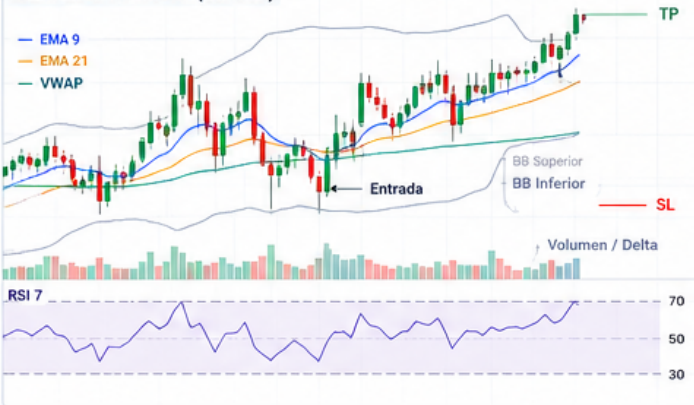 TP
EMA 9
EMA 21
VWAP
BB Superior
Entrada
BB Inferior
SL
Volumen / Delta
RSI 7
70
50
30